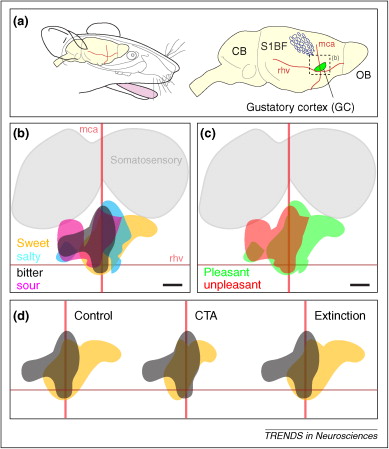 (a)
CB
S1BF
mca
(b)
rhv
OB
Gustatory cortex (GC)
(b)
mca
Somatosensory
Sweet
salty
bitter
sour
rhv
(c)
Pleasant
unpleasant
(d)
Control
CTA
Extinction
TRENDS in Neurosciences